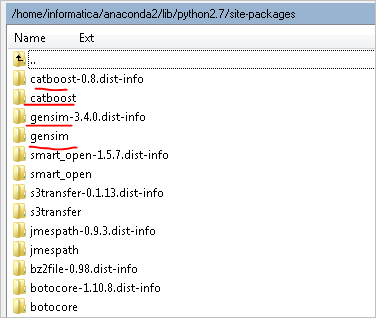 /home/informatica/anaconda2/lib/python2.7/site-packages
Name Ext
..
catboost-0.8.dist-info
catboost
gensim-3.4.0.dist-info
gensim
smart_open-1.5.7.dist-info
smart_open
s3transfer-0.1.13.dist-info
s3transfer
jmespath-0.9.3.dist-info
jmespath
bz2file-0.98.dist-info
botocore-1.10.8.dist-info
botocore